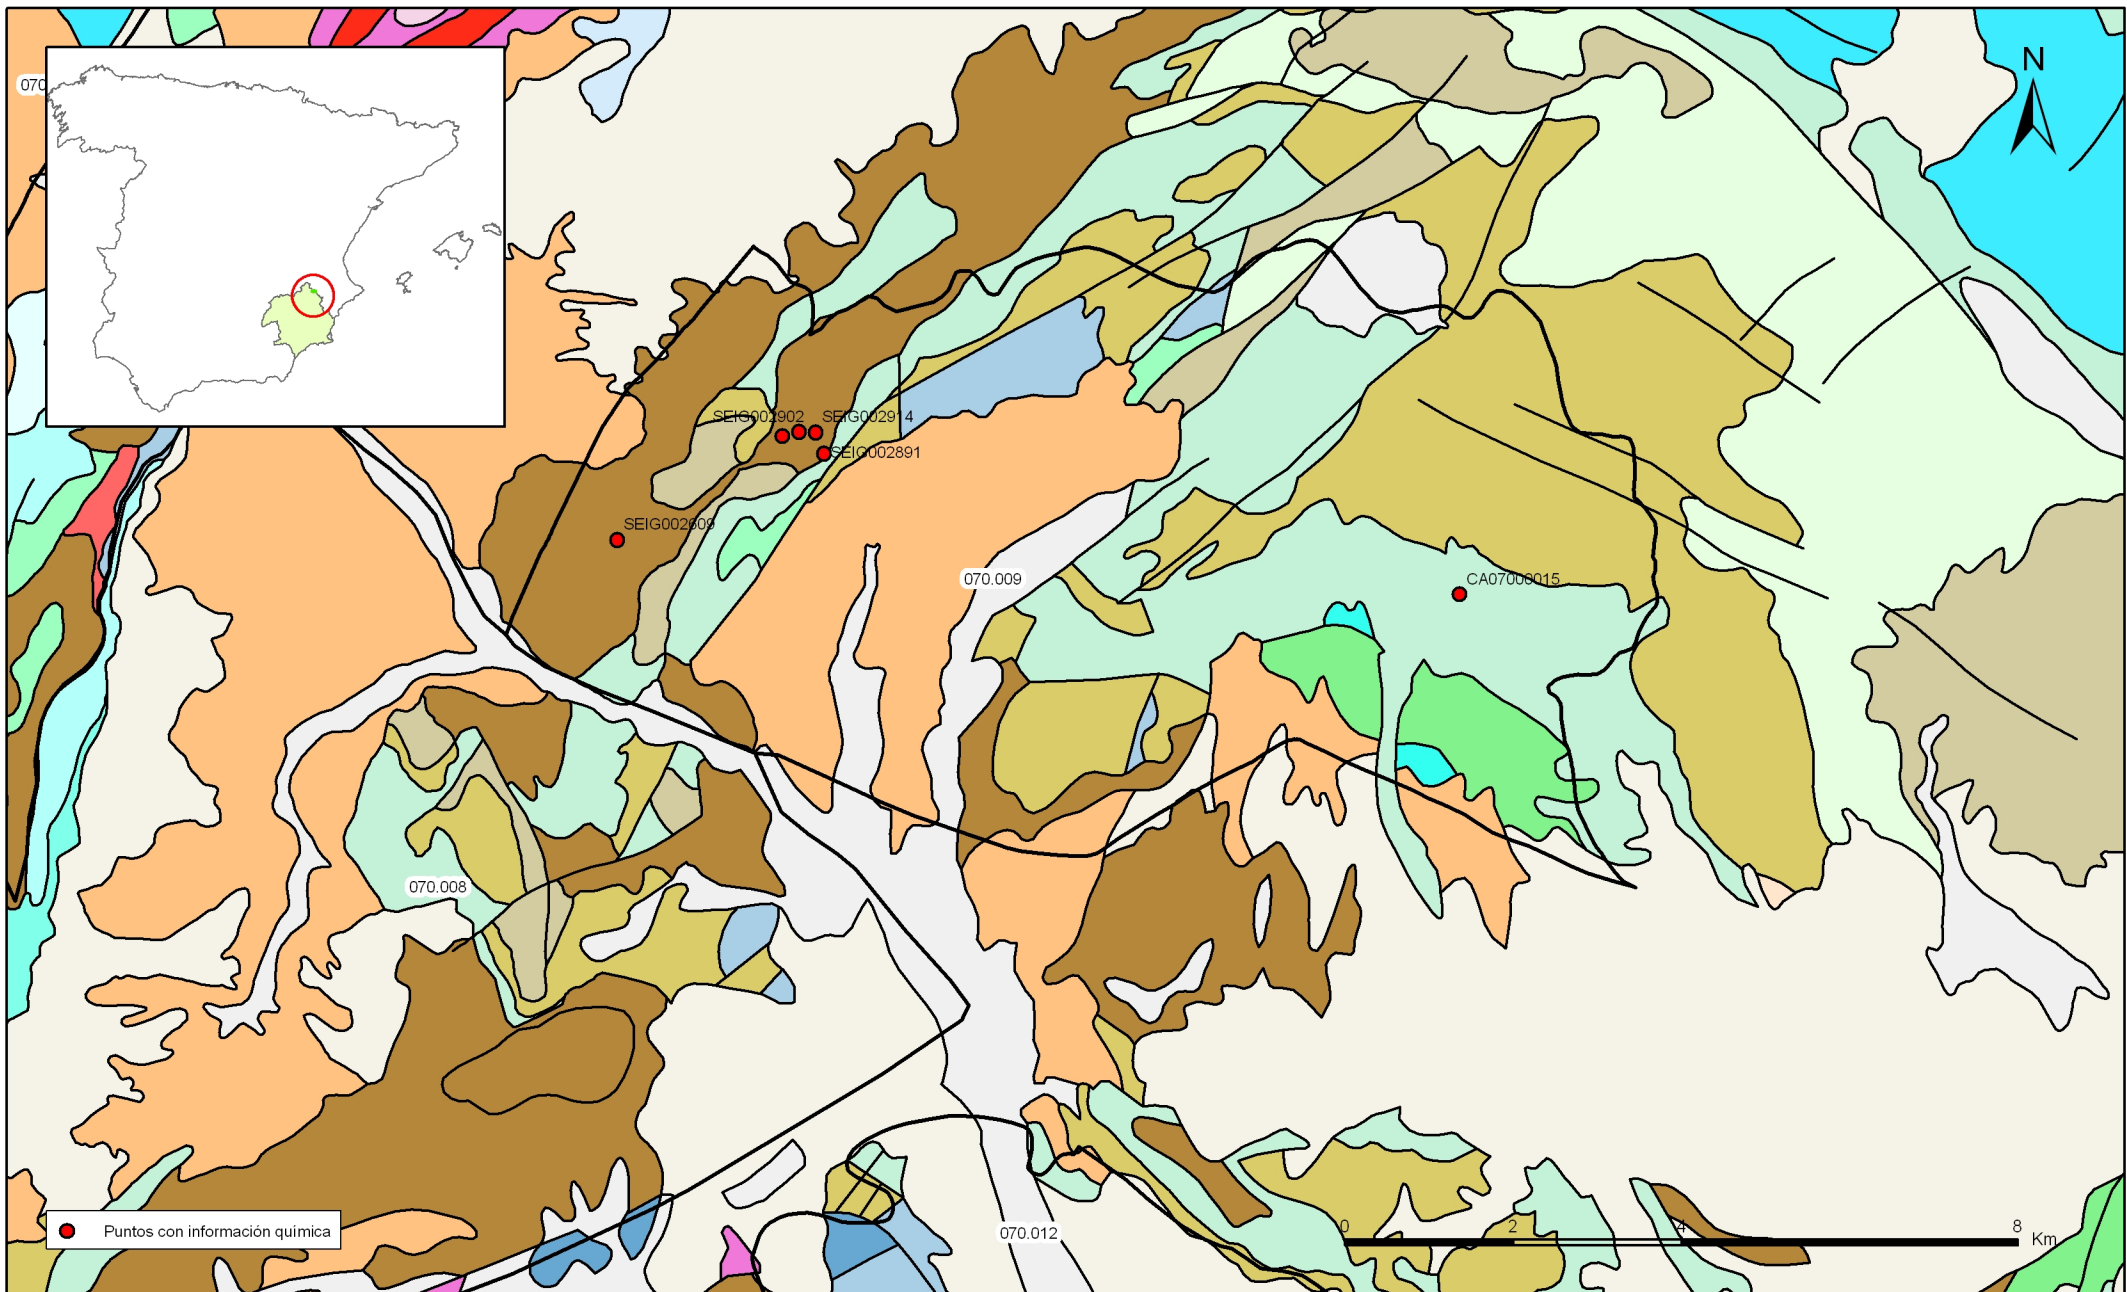 N
070
SEIG002902
SEIG002914
SEIG002891
SEIG002609
070.009
CA07000015
070.008
Puntos con información química
070.012
0 2 4 8
Km